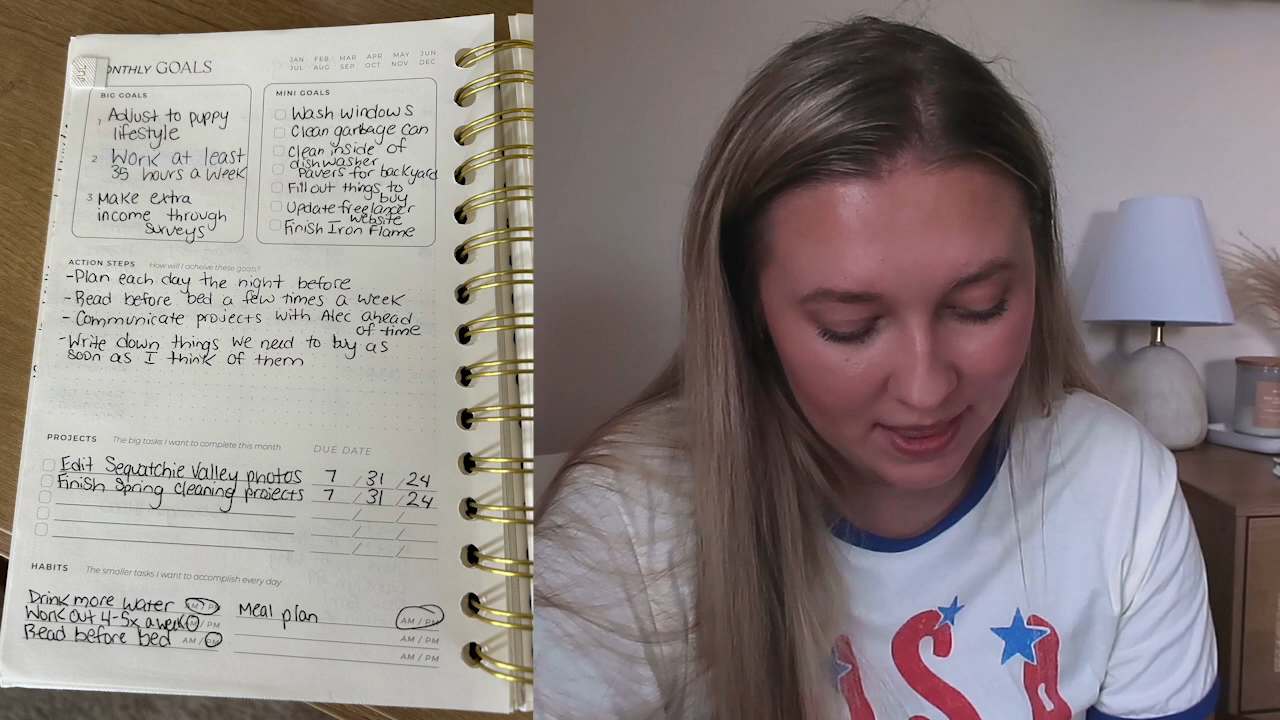 ONTHLY GOALS
JAN FEB MAR APR MAY JUN
JUL AUG SEP OCT NOV DEC
BIG GOALS
1 Adjust to puppy
lifestyle
2 Work at least
35 hours a week
3 Make extra
income through
surveys
MINI GOALS
Wash windows
Clean garbage can
Clean inside of
dishwasher
Pavers for backyard
Fill out things to
buy
Update freelancer
website
Finish Iron Flame
ACTION STEPS How will i acheive these goals?
-Plan each day the night before
-Read before bed a few times a week
-Communicate projects with Alec ahead
of time
-Write down things we need to buy as
soon as I think of them
PROJECTS The big tasks I want to complete this month DUE DATE
Edit Sequatchie Valley photos 7 / 31 / 24
Finish spring cleaning projects 7 / 31 / 24
HABITS The smaller tasks I want to accomplish every day
Drink more water AM / PM
Work out 4-5x a week AM / PM
Read before bed AM / PM
Meal plan AM / PM
AM / PM
AM / PM
USA